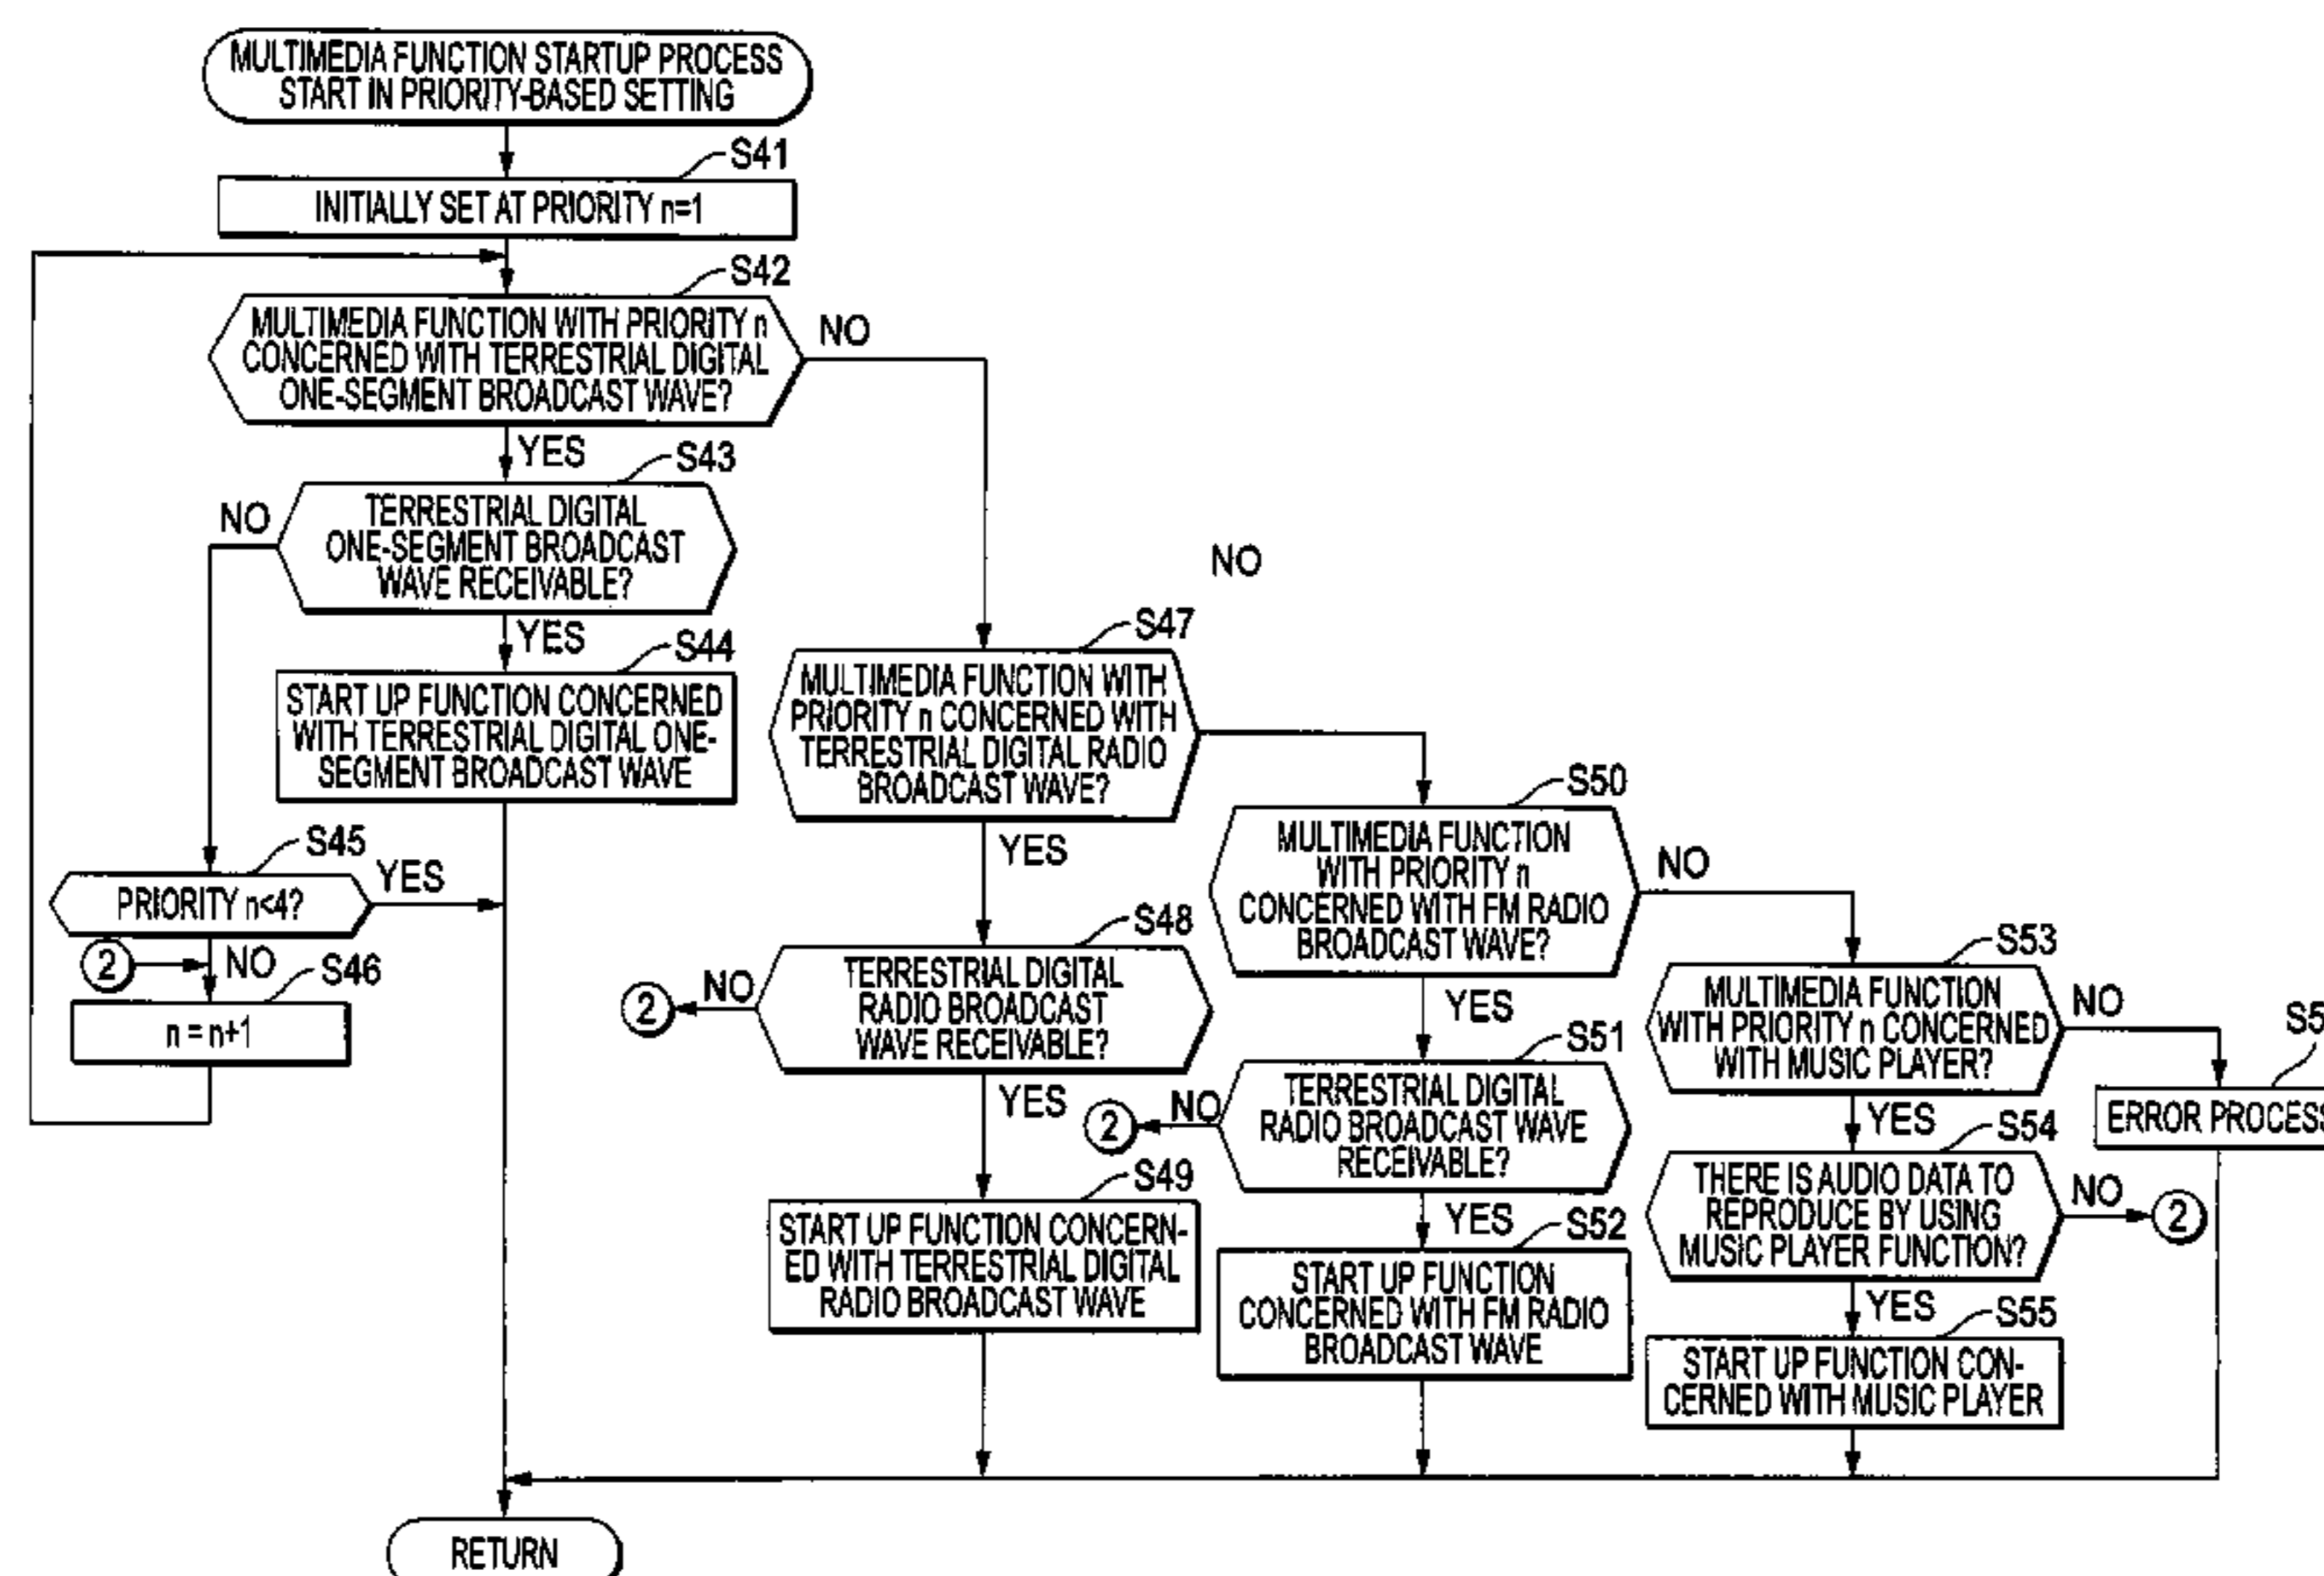 MULTIMEDIA FUNCTION STARTUP PROCESS
START IN PRIORITY-BASED SETTING
S41
INITIALLY SET AT PRIORITY n=1
S42
MULTIMEDIA FUNCTION WITH PRIORITY n
CONCERNED WITH TERRESTRIAL DIGITAL
ONE-SEGMENT BROADCAST WAVE?
NO
YES
S43
TERRESTRIAL DIGITAL
ONE-SEGMENT BROADCAST
WAVE RECEIVABLE?
NO
YES
S44
START UP FUNCTION CONCERNED
WITH TERRESTRIAL DIGITAL ONE-
SEGMENT BROADCAST WAVE
S45
PRIORITY n<4?
YES
2
NO
S46
n = n+1
NO
S47
MULTIMEDIA FUNCTION WITH
PRIORITY n CONCERNED WITH
TERRESTRIAL DIGITAL RADIO
BROADCAST WAVE?
YES
S48
TERRESTRIAL DIGITAL
RADIO BROADCAST
WAVE RECEIVABLE?
NO
2
YES
S49
START UP FUNCTION CONCERN-
ED WITH TERRESTRIAL DIGITAL
RADIO BROADCAST WAVE
S50
MULTIMEDIA FUNCTION
WITH PRIORITY n
CONCERNED WITH FM RADIO
BROADCAST WAVE?
NO
YES
S51
TERRESTRIAL DIGITAL
RADIO BROADCAST WAVE
RECEIVABLE?
NO
2
YES
S52
START UP FUNCTION
CONCERNED WITH FM RADIO
BROADCAST WAVE
S53
MULTIMEDIA FUNCTION
WITH PRIORITY n CONCERNED
WITH MUSIC PLAYER?
NO
YES
S54
THERE IS AUDIO DATA TO
REPRODUCE BY USING
MUSIC PLAYER FUNCTION?
NO
2
YES
S55
START UP FUNCTION CON-
CERNED WITH MUSIC PLAYER
S5
ERROR PROCESS
RETURN